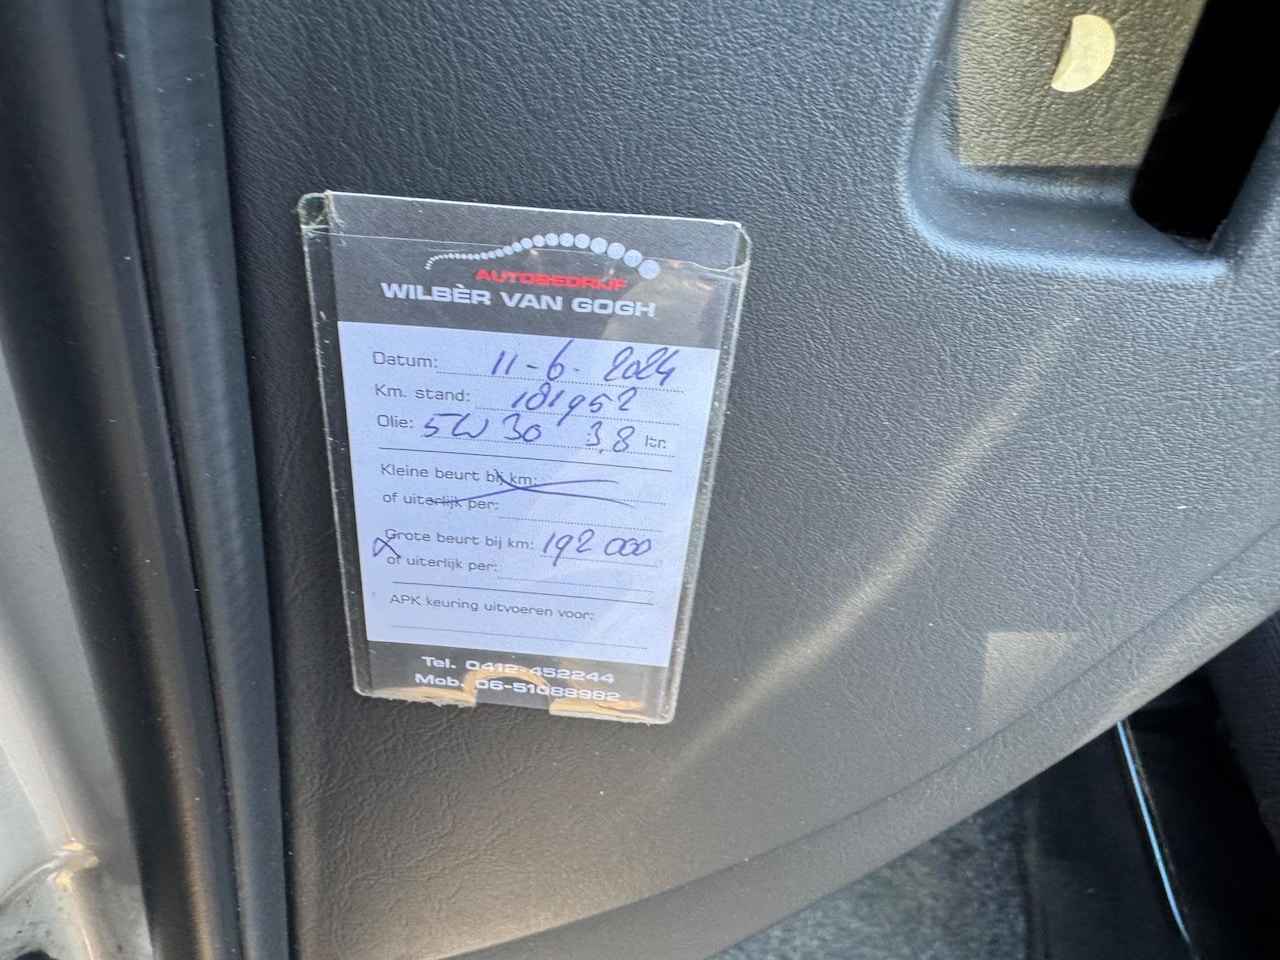 AUTOBEDRIJF
WILBÈR VAN GOGH
Datum: 11-6-2024
Km. stand: 181952
Olie: 5W30 3,8 ltr.
Kleine beurt bij km:
of uiterlijk per:
Grote beurt bij km: 192 000
of uiterlijk per:
APK keuring uitvoeren voor:
Tel. 0412-452244
Mob. 06-51088982